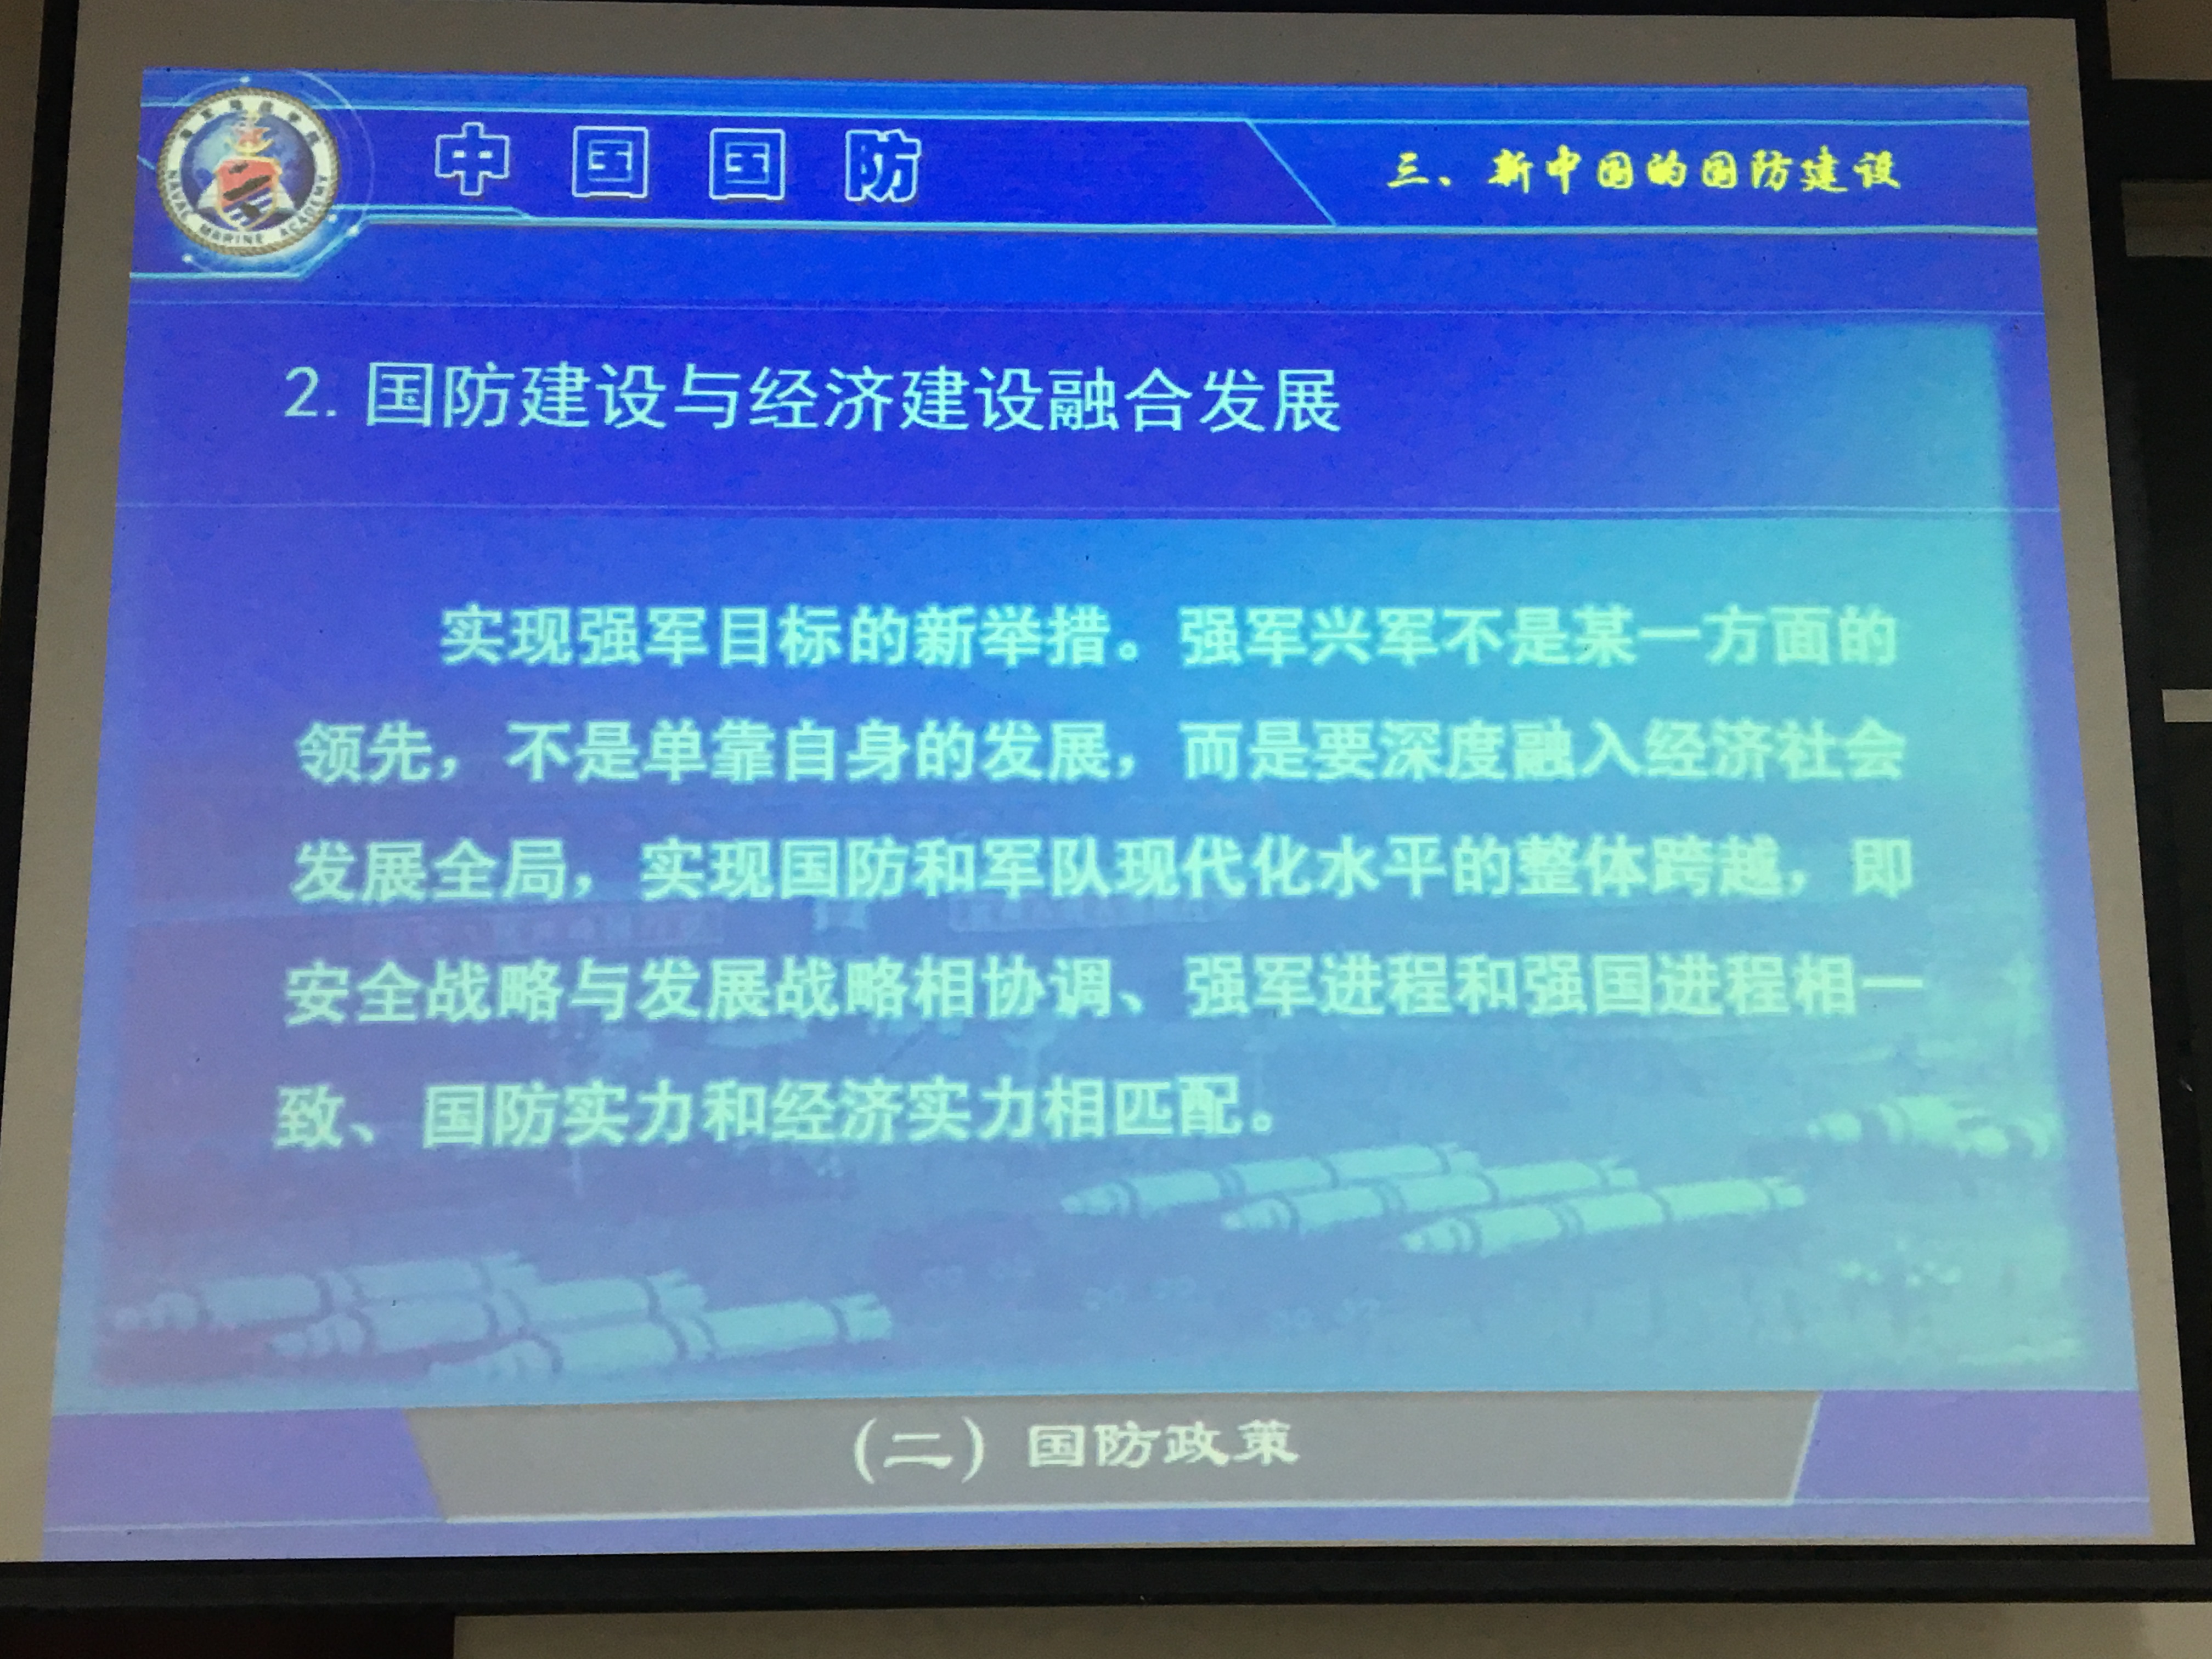 中国国防
三、新中国的国防建设
NAVAL MARINE ACADEMY
2. 国防建设与经济建设融合发展
实现强军目标的新举措。强军兴军不是某一方面的
领先，不是单靠自身的发展，而是要深度融入经济社会
发展全局，实现国防和军队现代化水平的整体跨越，即
安全战略与发展战略相协调、强军进程和强国进程相一
致、国防实力和经济实力相匹配。
(二) 国防政策